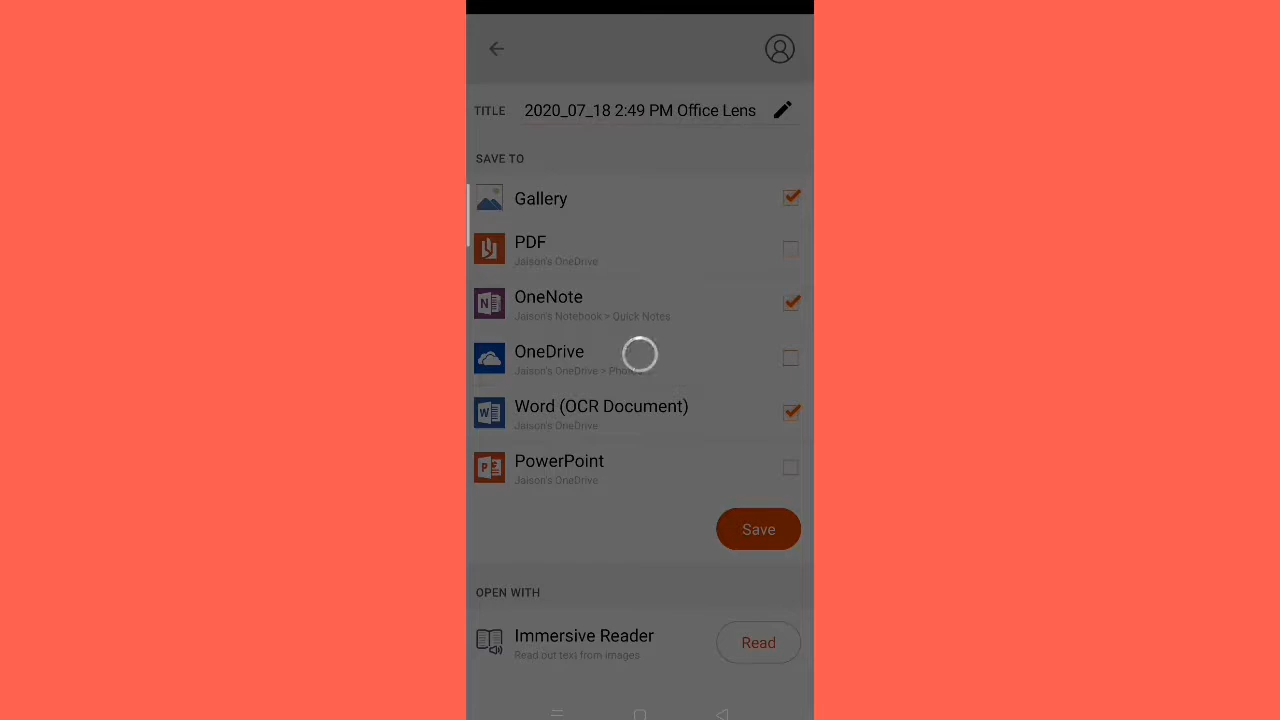 TITLE 2020_07_18 2:49 PM Office Lens
SAVE TO
Gallery
PDF
Jaison's OneDrive
OneNote
Jaison's Notebook > Quick Notes
OneDrive
Jaison's OneDrive > Photos
Word (OCR Document)
Jaison's OneDrive
PowerPoint
Jaison's OneDrive
Save
OPEN WITH
Immersive Reader
Read out text from images
Read